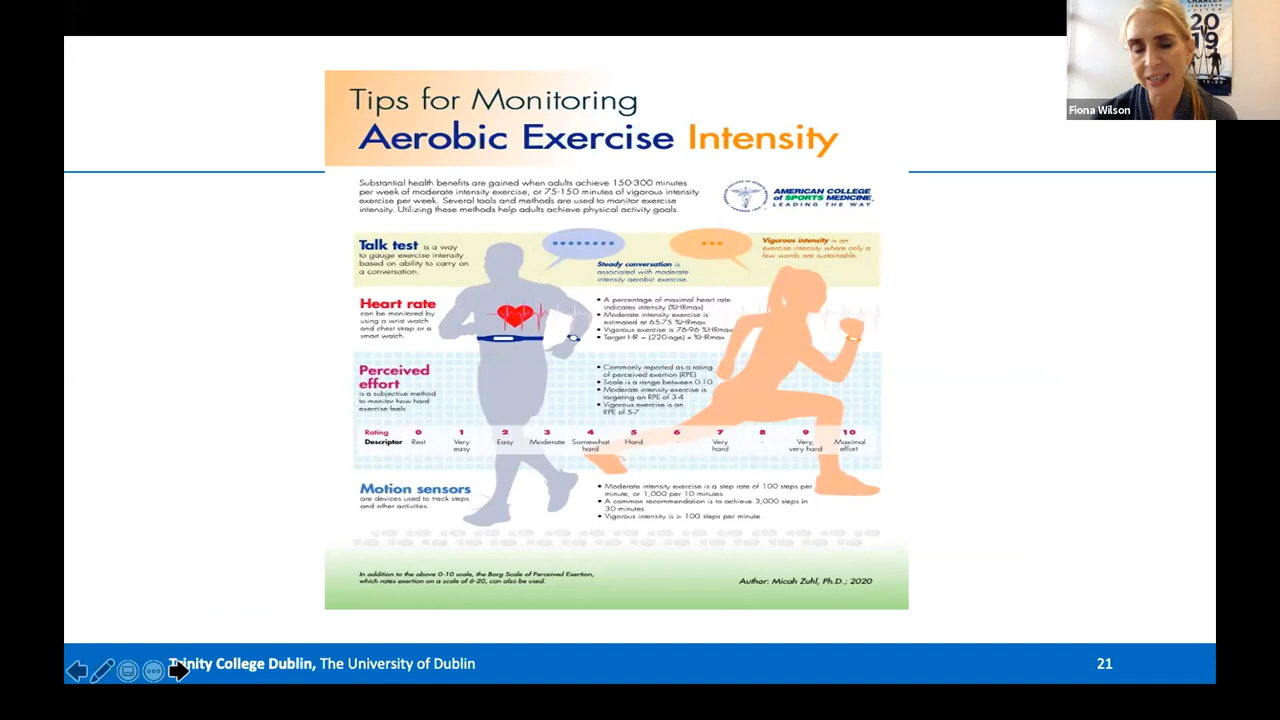 CHARLES
20
19
Fiona Wilson
Tips for Monitoring
Aerobic Exercise Intensity
Substantial health benefits are gained when adults achieve 150-300 minutes
per week of moderate intensity exercise, or 75-150 minutes of vigorous intensity
exercise per week. Several tools and methods are used to monitor exercise
intensity. Utilizing these methods help adults achieve physical activity goals.
AMERICAN COLLEGE
of SPORTS MEDICINE
LEADING THE WAY
Talk test is a way
to gauge exercise intensity
based on ability to carry on
a conversation.
Steady conversation is
associated with moderate
intensity aerobic exercise.
Vigorous intensity is an
exercise intensity where only a
few words are sustainable.
Heart rate
can be monitored by
using a wrist watch
and chest strap or a
smart watch.
• A percentage of maximal heart rate
indicates intensity (%HRmax)
• Moderate intensity exercise is
estimated at 65-75 %HRmax
• Vigorous exercise is 76-96 %HRmax
• Target HR = (220-age) x %HRmax
Perceived
effort
is a subjective method
to monitor how hard
exercise feels
• Commonly reported as a rating
of perceived exertion (RPE)
• Scale is a range between 0-10
• Moderate intensity exercise is
targeting an RPE of 3-4
• Vigorous exercise is an
RPE of 5-7
Rating 0 1 2 3 4 5 6 7 8 9 10
Descriptor Rest Very easy Easy Moderate Somewhat hard Hard - Very hard - Very, very hard Maximal effort
Motion sensors
are devices used to track steps
and other activities.
• Moderate intensity exercise is a step rate of 100 steps per
minute, or 1,000 per 10 minutes
• A common recommendation is to achieve 3,000 steps in
30 minutes
• Vigorous intensity is > 100 steps per minute.
In addition to the above 0-10 scale, the Borg Scale of Perceived Exertion,
which rates exertion on a scale of 6-20, can also be used.
Author: Micah Zuhl, Ph.D.; 2020
Trinity College Dublin, The University of Dublin
21